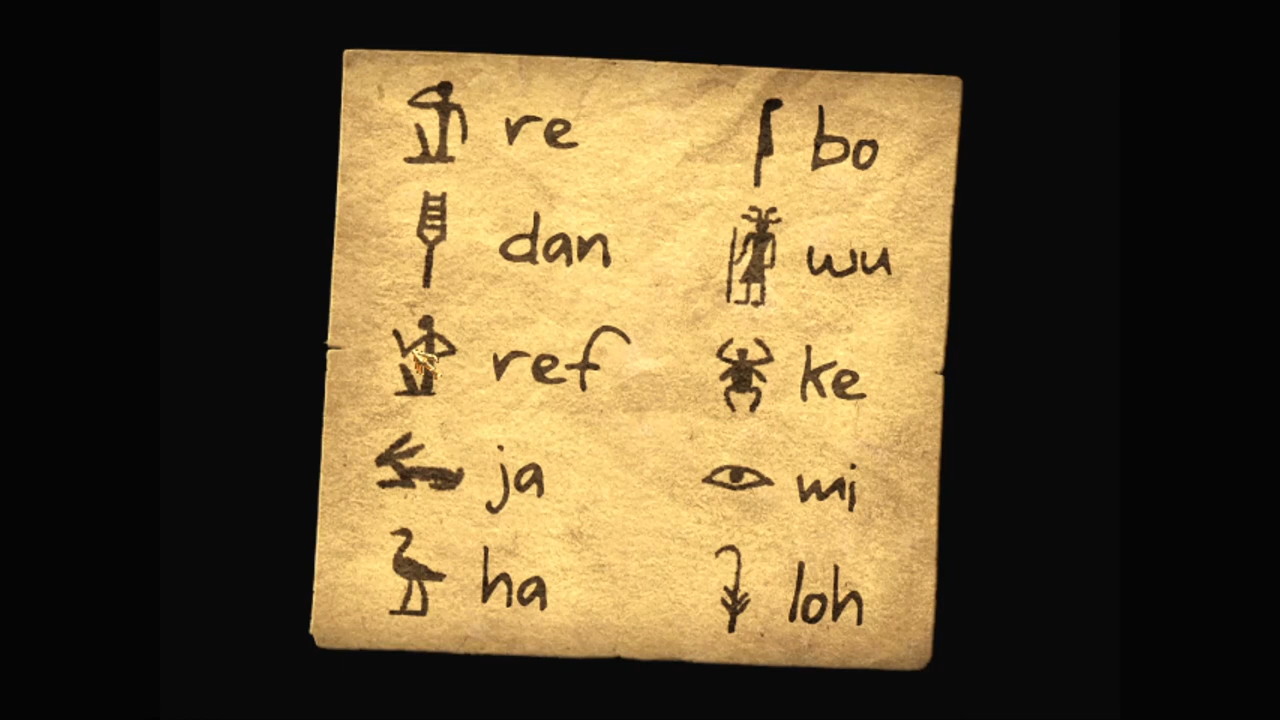 re bo
dan wu
ref ke
ja mi
ha loh